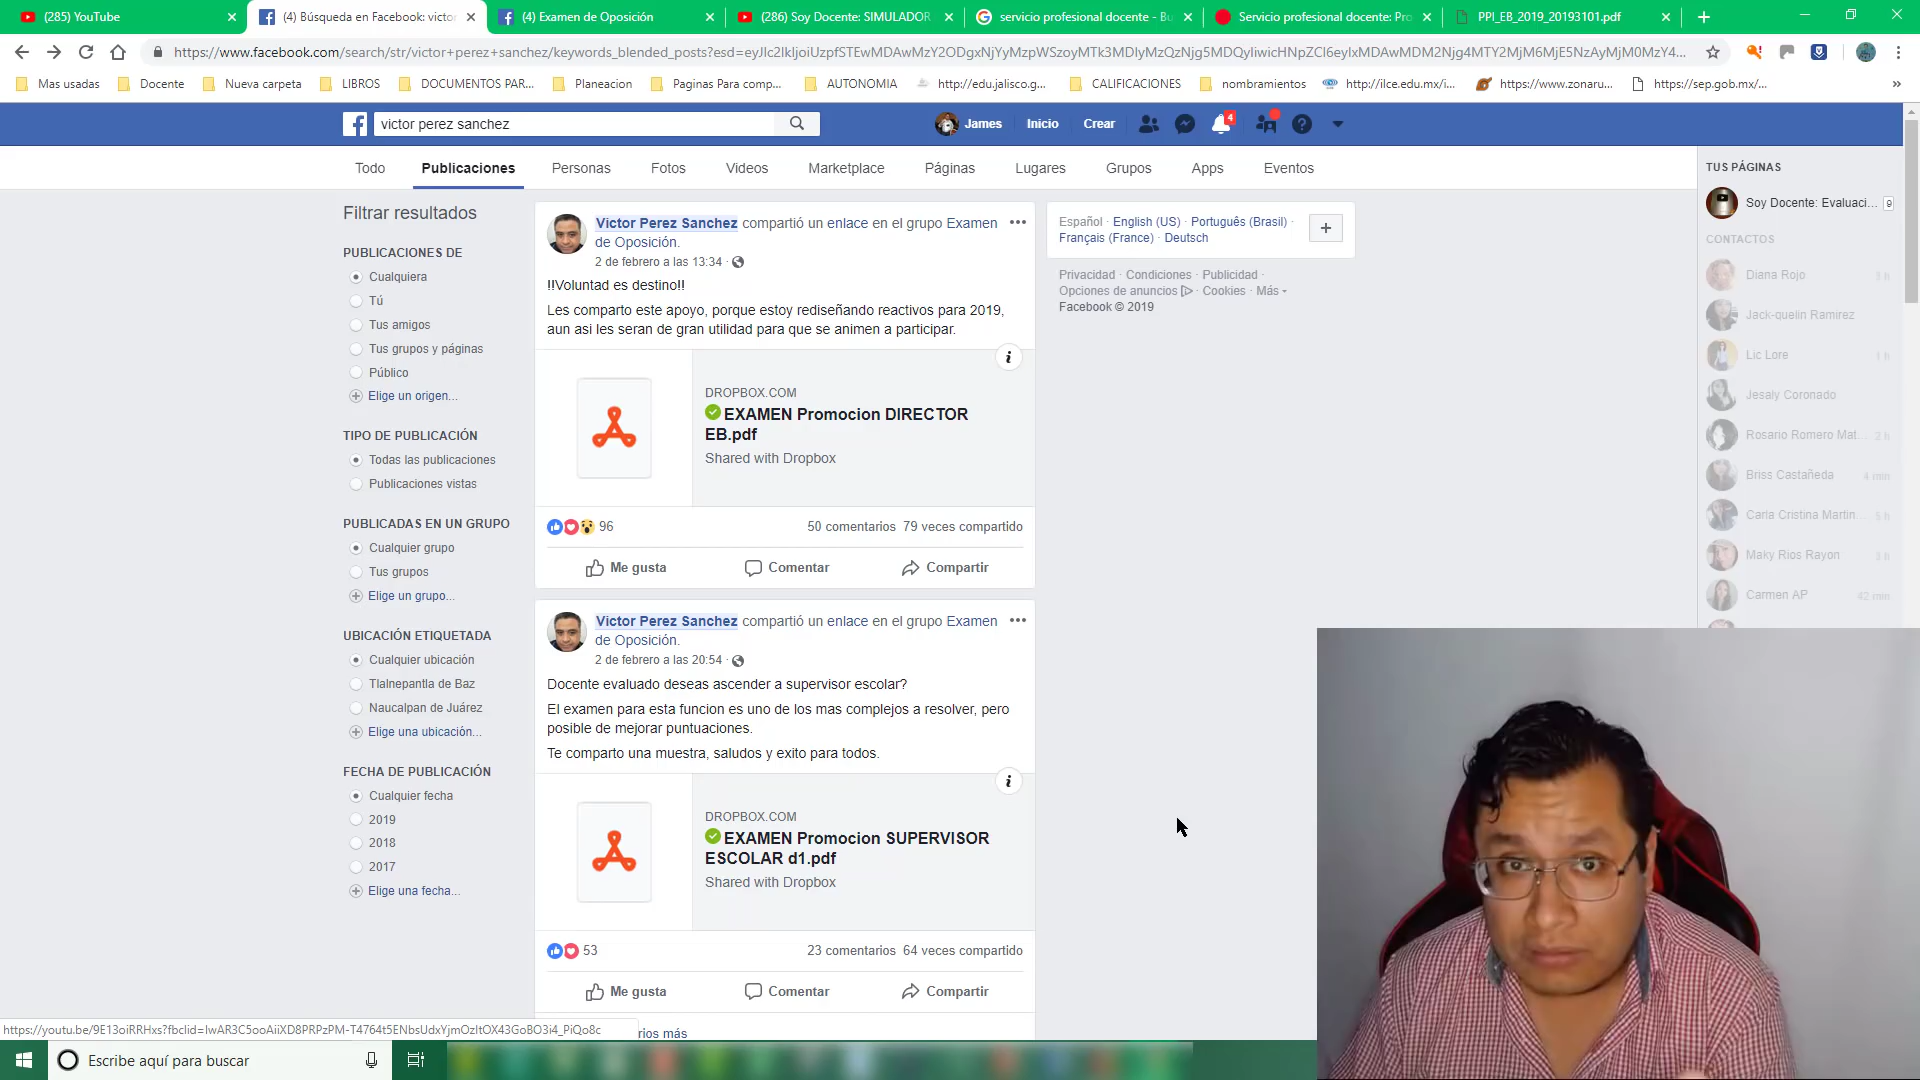 (285) YouTube
(4) Búsqueda en Facebook: victor
(4) Examen de Oposición
(286) Soy Docente: SIMULADOR
servicio profesional docente - Bu
Servicio profesional docente: Pro
PPI_EB_2019_20193101.pdf
Mas usadas
Docente
Nueva carpeta
LIBROS
DOCUMENTOS PAR...
Planeacion
Paginas Para comp...
AUTONOMIA
http://edu.jalisco.g...
CALIFICACIONES
nombramientos
http://ilce.edu.mx/i...
https://www.zonaru...
https://sep.gob.mx/...
»
victor perez sanchez
James
Inicio
Crear
4
Todo
Publicaciones
Personas
Fotos
Videos
Marketplace
Páginas
Lugares
Grupos
Apps
Eventos
Filtrar resultados
PUBLICACIONES DE
Cualquiera
Tú
Tus amigos
Tus grupos y páginas
Público
Elige un origen...
TIPO DE PUBLICACIÓN
Todas las publicaciones
Publicaciones vistas
PUBLICADAS EN UN GRUPO
Cualquier grupo
Tus grupos
Elige un grupo...
UBICACIÓN ETIQUETADA
Cualquier ubicación
Tlalnepantla de Baz
Naucalpan de Juárez
Elige una ubicación...
FECHA DE PUBLICACIÓN
Cualquier fecha
2019
2018
2017
Elige una fecha...
Victor Perez Sanchez compartió un enlace en el grupo Examen
de Oposición.
2 de febrero a las 13:34 ·
!!Voluntad es destino!!
Les comparto este apoyo, porque estoy rediseñando reactivos para 2019,
aun asi les seran de gran utilidad para que se animen a participar.
DROPBOX.COM
EXAMEN Promocion DIRECTOR
EB.pdf
Shared with Dropbox
96
50 comentarios 79 veces compartido
Me gusta
Comentar
Compartir
Victor Perez Sanchez compartió un enlace en el grupo Examen
de Oposición.
2 de febrero a las 20:54 ·
Docente evaluado deseas ascender a supervisor escolar?
El examen para esta funcion es uno de los mas complejos a resolver, pero
posible de mejorar puntuaciones.
Te comparto una muestra, saludos y exito para todos.
DROPBOX.COM
EXAMEN Promocion SUPERVISOR
ESCOLAR d1.pdf
Shared with Dropbox
53
23 comentarios 64 veces compartido
Me gusta
Comentar
Compartir
rios más
Español · English (US) · Português (Brasil) ·
Français (France) · Deutsch
Privacidad · Condiciones · Publicidad ·
Opciones de anuncios · Cookies · Más
Facebook © 2019
TUS PÁGINAS
Soy Docente: Evaluaci... 9
CONTACTOS
Diana Rojo
Jack-quelin Ramirez
Lic Lore
1 h
Jesaly Coronado
Rosario Romero Mat...
2 h
Briss Castañeda
4 min
Carla Cristina Martin...
5 h
Maky Rios Rayon
3 h
Carmen AP
42 min
Escribe aquí para buscar